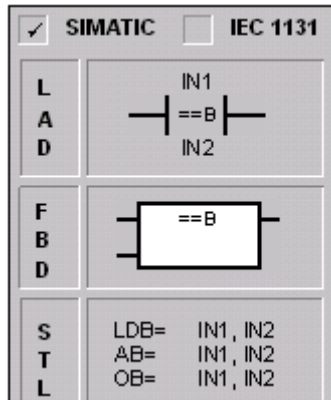 ✓ SIMATIC IEC 1131
L
A
D
IN1
==B
IN2
F
B
D
==B
S
T
L
LDB= IN1, IN2
AB= IN1, IN2
OB= IN1, IN2